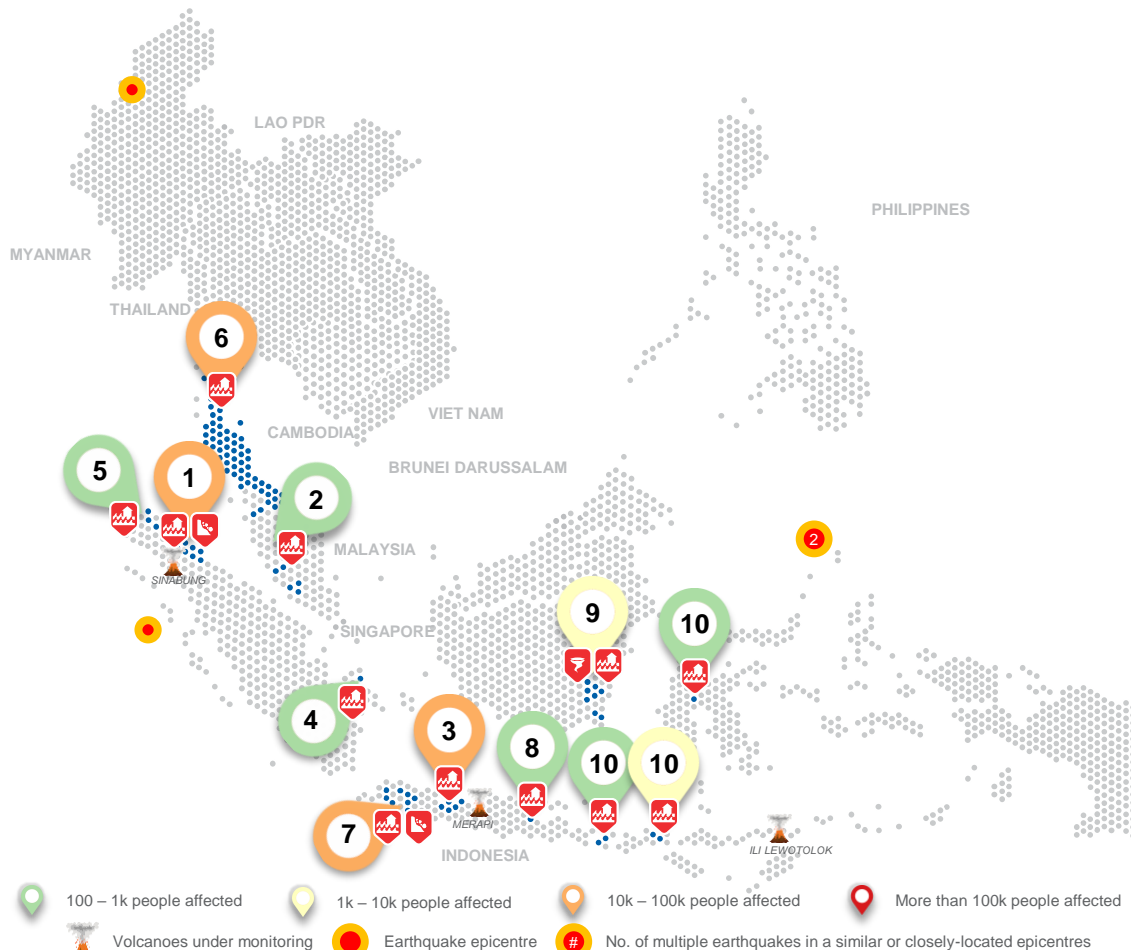 LAO PDR
PHILIPPINES
MYANMAR
THAILAND
6
VIET NAM
CAMBODIA
BRUNEI DARUSSALAM
5
1
2
MALAYSIA
2
SINABUNG
SINGAPORE
9
10
4
3
8
10
10
MERAPI
7
INDONESIA
ILI LEWOTOLOK
100 – 1k people affected
1k – 10k people affected
10k – 100k people affected
More than 100k people affected
Volcanoes under monitoring
Earthquake epicentre
#
No. of multiple earthquakes in a similar or closely-located epicentres